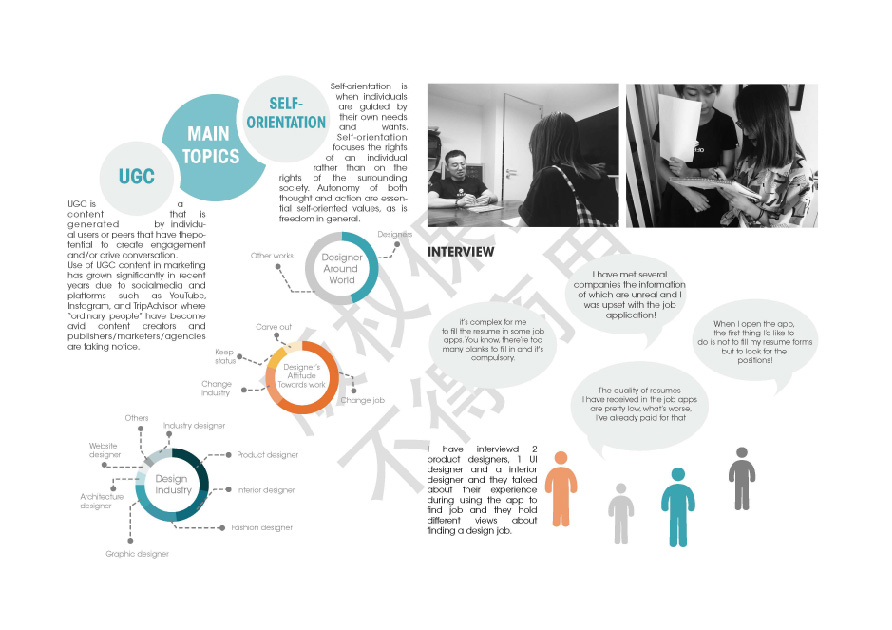 SELF-
ORIENTATION
MAIN
TOPICS
UGC
Self-orientation is
when individuals
are guided by
their own needs
and wants.
Self-orientation
focuses the rights
of an individual
rather than on the
rights of the surrounding
society. Autonomy of both
thought and action are essen-
tial self-oriented values, as is
freedom in general.
UGC is a
content that is
generated by individu-
al users or peers that have thepo-
tential to create engagement
and/or drive conversation.
Use of UGC content in marketing
has grown significantly in recent
years due to socialmedia and
platforms such as YouTube,
Instagram, and TripAdvisor where
"ordinary people" have become
avid content creators and
publishers/marketers/agencies
are taking notice.
Designers
Other works
Designer
Around
World
Carve out
Keep
status
Change
Industry
Designer's
Attitude
Towards work
Change job
Others
Industry designer
Website
designer
Product designer
Design
Industry
Interior designer
Architecture
designer
Fashion designer
Graphic designer
INTERVIEW
I have met several
companies the information
of which are unreal and I
was upset with the job
application!
it's complex for me
to fill the resume in some job
apps.You know, there're too
many blanks to fill in and it's
compulsory.
When I open the app,
the first thing I'd like to
do is not to fill my resume forms
but to look for the
positions!
The quality of resumes
I have received in the job apps
are pretty low, what's worse,
I've already paid for that
I have interviewd 2
product designers, 1 UI
designer and a interior
designer and they talked
about their experience
during using the app to
find job and they hold
different views about
finding a design job.